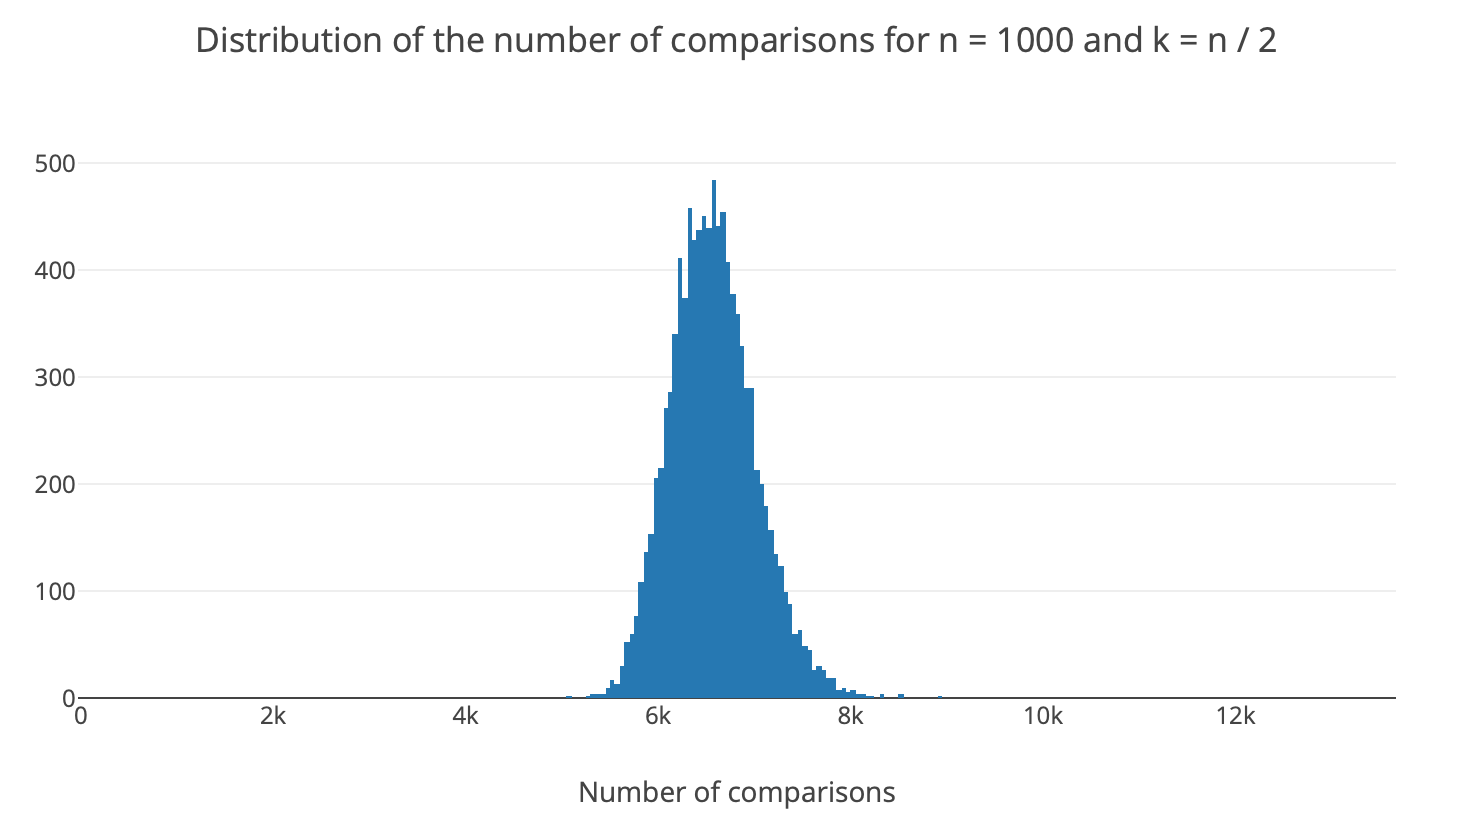 Distribution of the number of comparisons for n = 1000 and k = n / 2
500
400
300
200
100
0
0 2k 4k 6k 8k 10k 12k
Number of comparisons